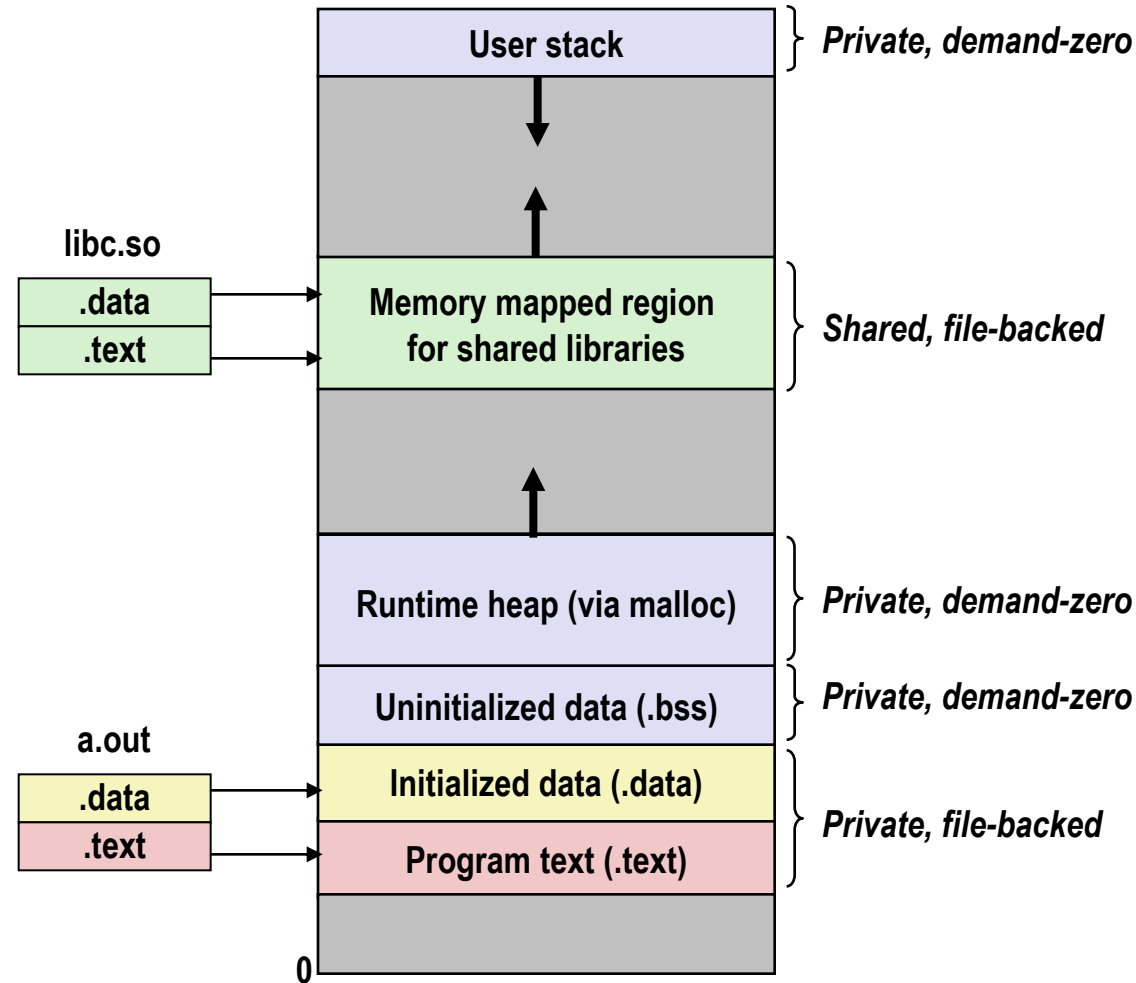 User stack
Private, demand-zero
libc.so
.data
.text
Memory mapped region
for shared libraries
Shared, file-backed
Runtime heap (via malloc)
Private, demand-zero
Uninitialized data (.bss)
Private, demand-zero
a.out
.data
.text
Initialized data (.data)
Program text (.text)
Private, file-backed
0